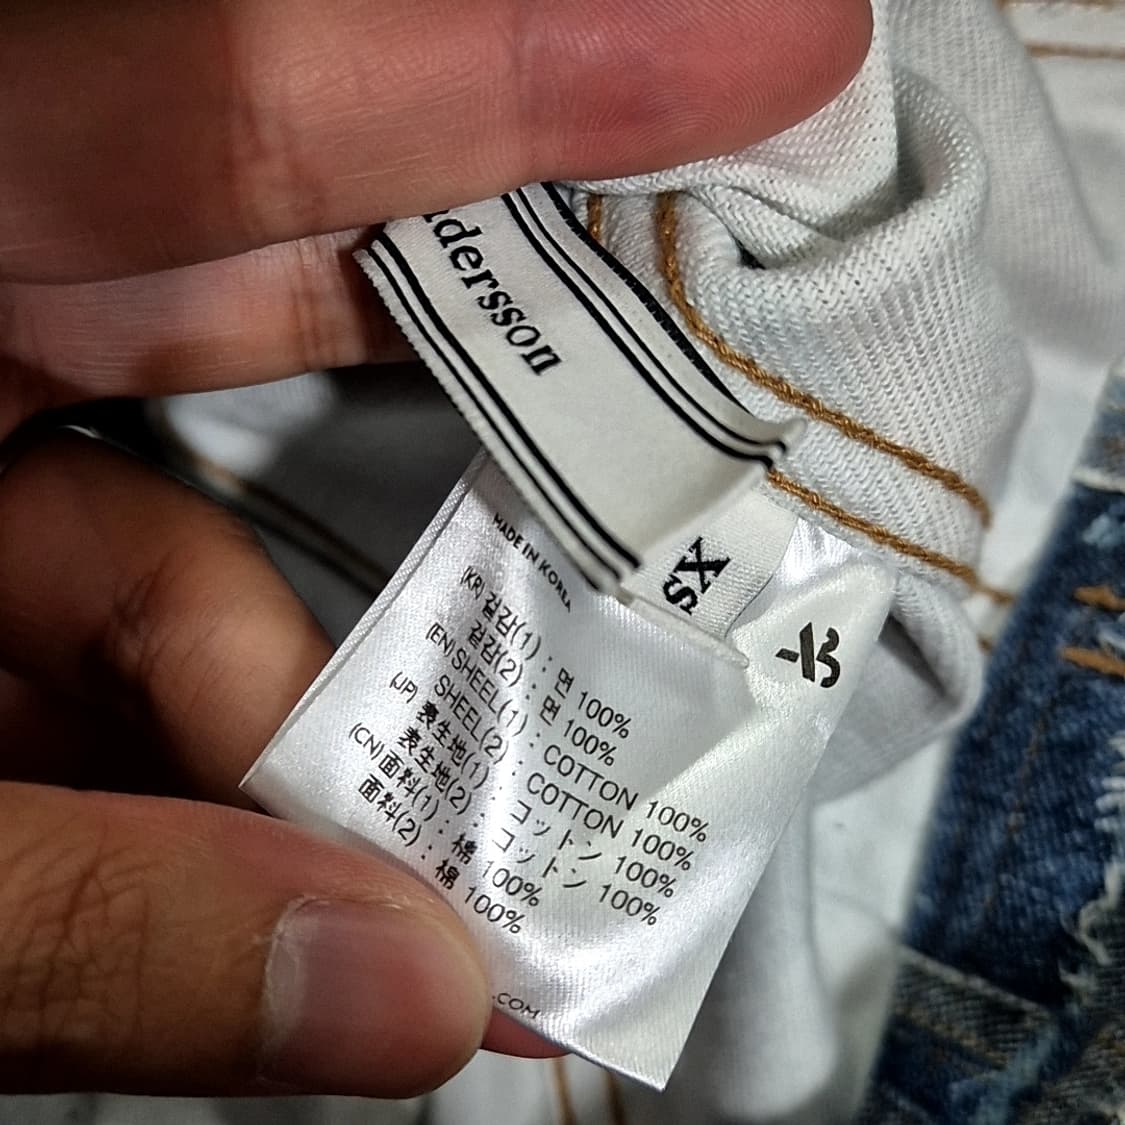 dersson
XS
MADE IN KOREA
(KR) 겉감(1) : 면 100%
겉감(2) : 면 100%
(EN) SHEEL(1) : COTTON 100%
SHEEL(2) : COTTON 100%
(JP) 表生地(1) : コットン 100%
表生地(2) : コットン 100%
(CN) 面料(1) : 棉 100%
面料(2) : 棉 100%
.COM